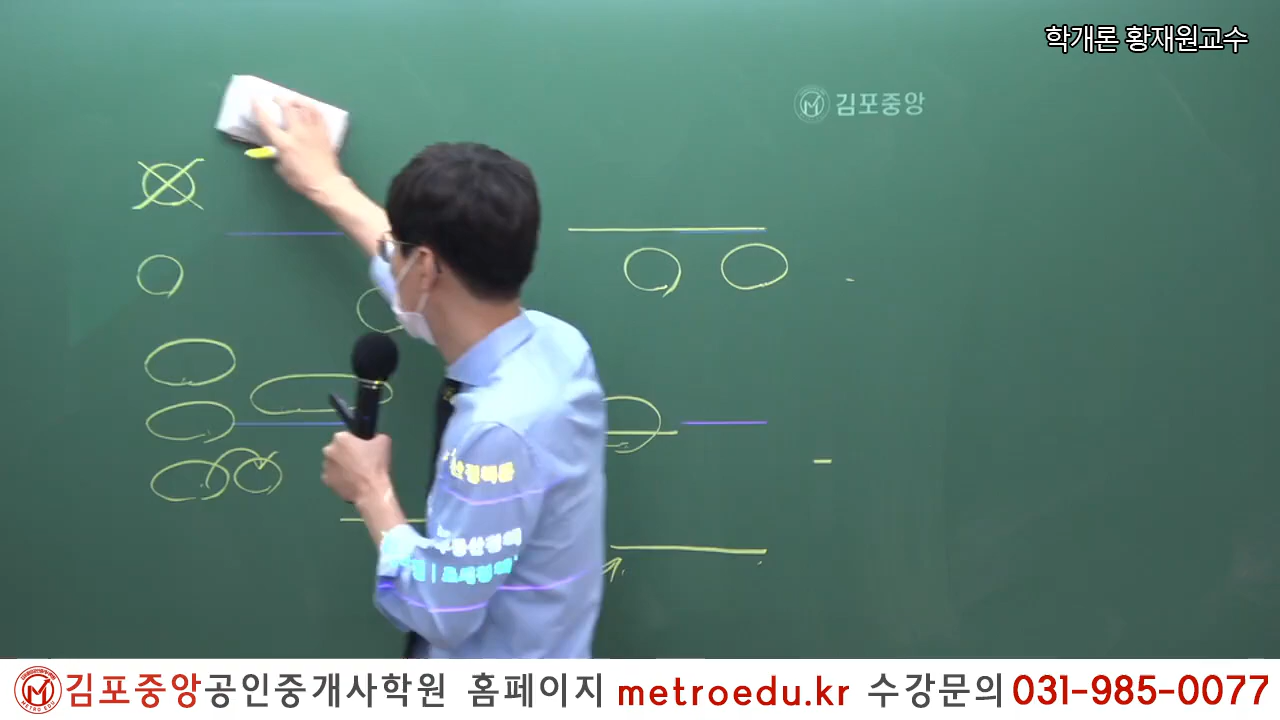 학개론 황재원교수
김포중앙
김포중앙공인중개사학원 홈페이지 metroedu.kr 수강문의 031-985-0077